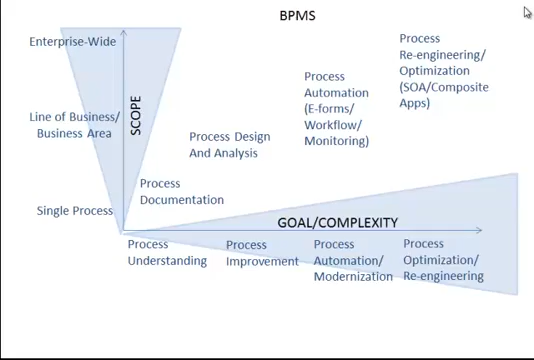 BPMS
Enterprise-Wide
Process
Re-engineering/
Optimization
(SOA/Composite
Apps)
Process
Automation
(E-forms/
Workflow/
Monitoring)
Line of Business/
Business Area
SCOPE
Process Design
And Analysis
Process
Documentation
Single Process
GOAL/COMPLEXITY
Process
Understanding
Process
Improvement
Process
Automation/
Modernization
Process
Optimization/
Re-engineering